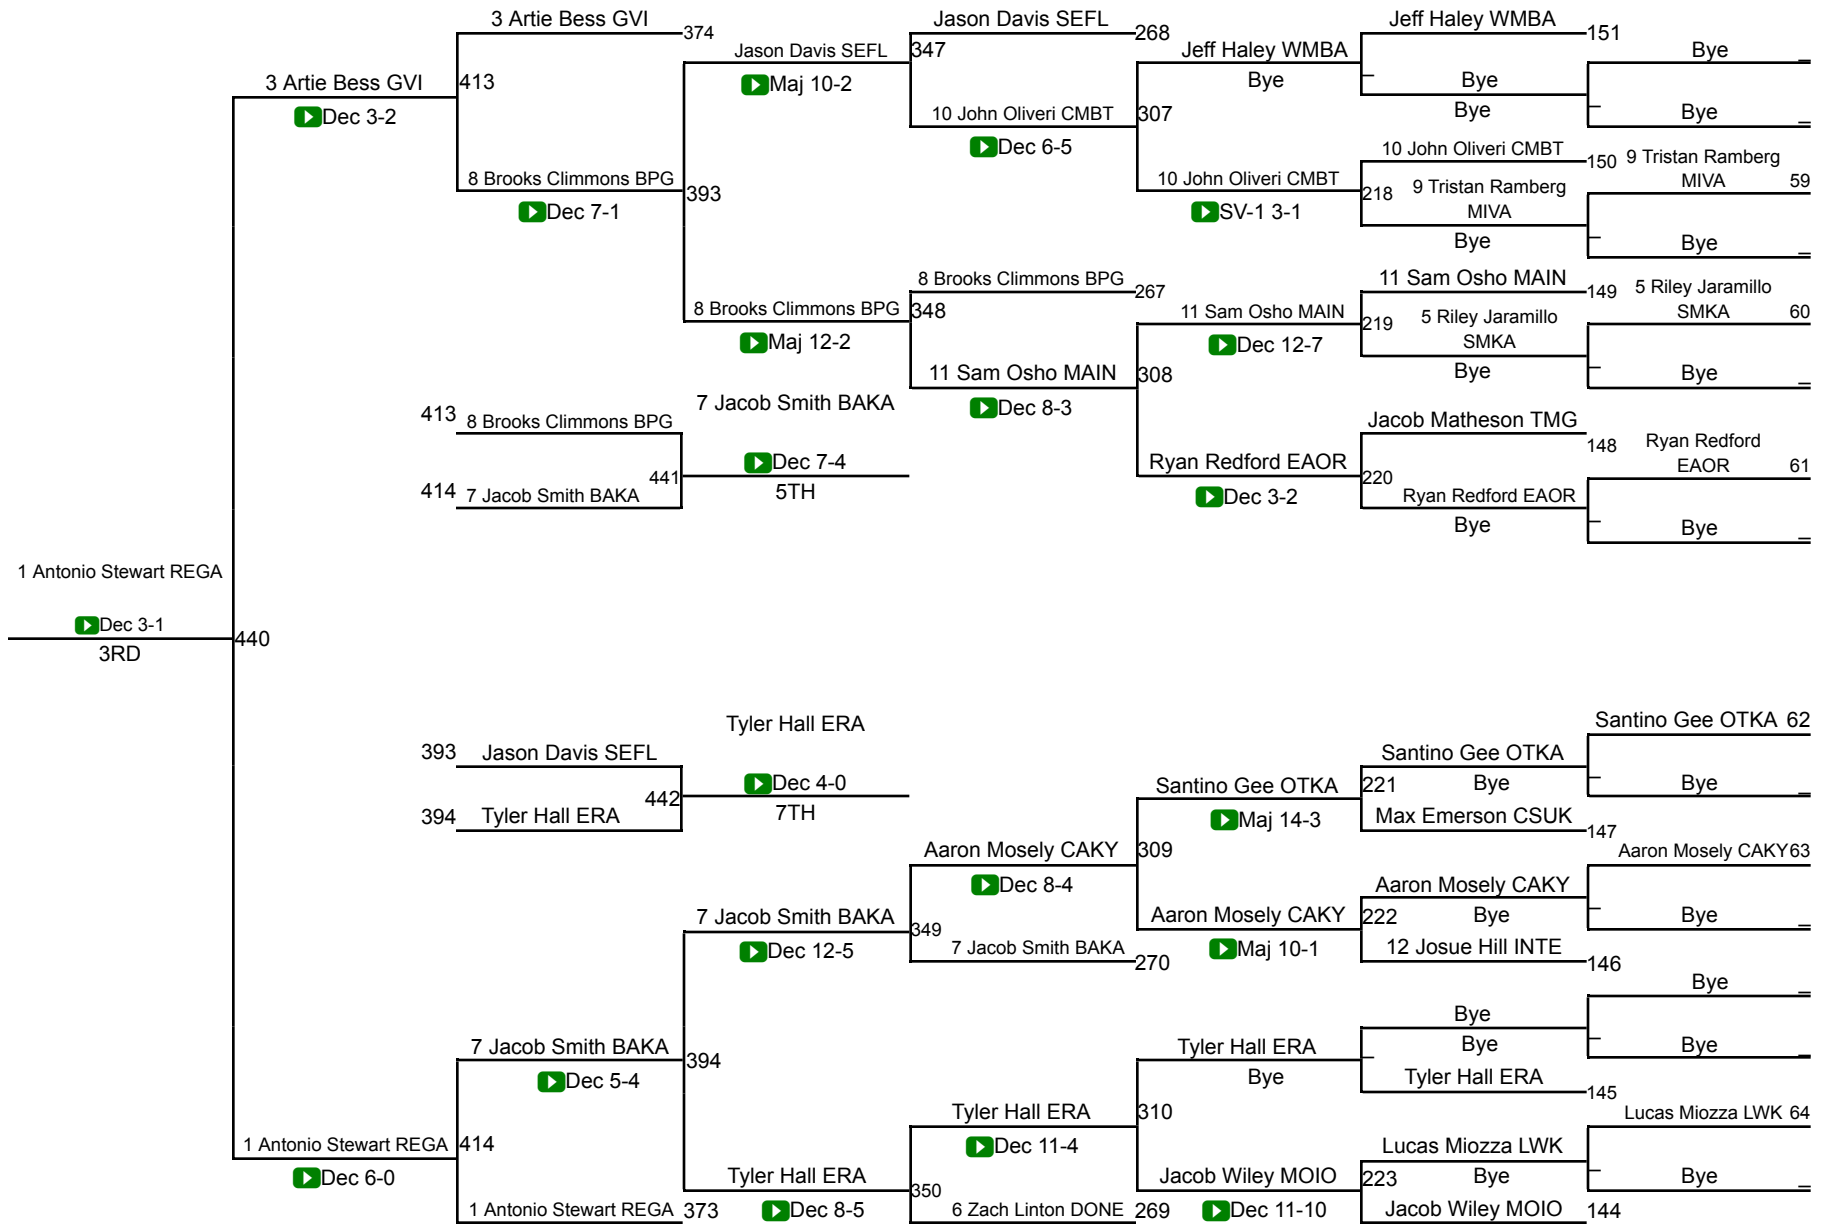 3 Artie Bess GVI
374
Jason Davis SEFL
268
Jeff Haley WMBA
151
Jason Davis SEFL
347
Jeff Haley WMBA
Bye
_
3 Artie Bess GVI
413
Maj 10-2
Bye
_
Bye
Dec 3-2
10 John Oliveri CMBT
307
Bye
_
Bye
_
Dec 6-5
10 John Oliveri CMBT
150
9 Tristan Ramberg
MIVA
59
8 Brooks Climmons BPG
393
10 John Oliveri CMBT
218
9 Tristan Ramberg
MIVA
Dec 7-1
SV-1 3-1
Bye
_
Bye
_
8 Brooks Climmons BPG
267
11 Sam Osho MAIN
149
5 Riley Jaramillo
SMKA
60
8 Brooks Climmons BPG
348
11 Sam Osho MAIN
219
5 Riley Jaramillo
SMKA
Maj 12-2
Dec 12-7
11 Sam Osho MAIN
308
Bye
_
Bye
_
7 Jacob Smith BAKA
Dec 8-3
413
8 Brooks Climmons BPG
Jacob Matheson TMG
148
Ryan Redford
EAOR
61
Dec 7-4
441
Ryan Redford EAOR
220
414
7 Jacob Smith BAKA
5TH
Dec 3-2
Ryan Redford EAOR
Bye
_
Bye
_
1 Antonio Stewart REGA
Dec 3-1
440
3RD
Tyler Hall ERA
Santino Gee OTKA
62
393
Jason Davis SEFL
Santino Gee OTKA
Dec 4-0
442
Santino Gee OTKA
221
Bye
_
Bye
_
394
Tyler Hall ERA
7TH
Maj 14-3
Max Emerson CSUK
147
Aaron Mosely CAKY
309
Aaron Mosely CAKY
63
Dec 8-4
Aaron Mosely CAKY
7 Jacob Smith BAKA
349
Aaron Mosely CAKY
222
Bye
_
Bye
_
Dec 12-5
7 Jacob Smith BAKA
270
Maj 10-1
12 Josue Hill INTE
146
Bye
_
Bye
7 Jacob Smith BAKA
394
Tyler Hall ERA
_
Bye
Bye
_
Dec 5-4
Bye
Tyler Hall ERA
145
Tyler Hall ERA
310
Lucas Miozza LWK
64
1 Antonio Stewart REGA
414
Dec 11-4
Lucas Miozza LWK
Dec 6-0
Tyler Hall ERA
350
Jacob Wiley MOIO
223
Bye
_
Bye
_
1 Antonio Stewart REGA
373
Dec 8-5
6 Zach Linton DONE
269
Dec 11-10
Jacob Wiley MOIO
144